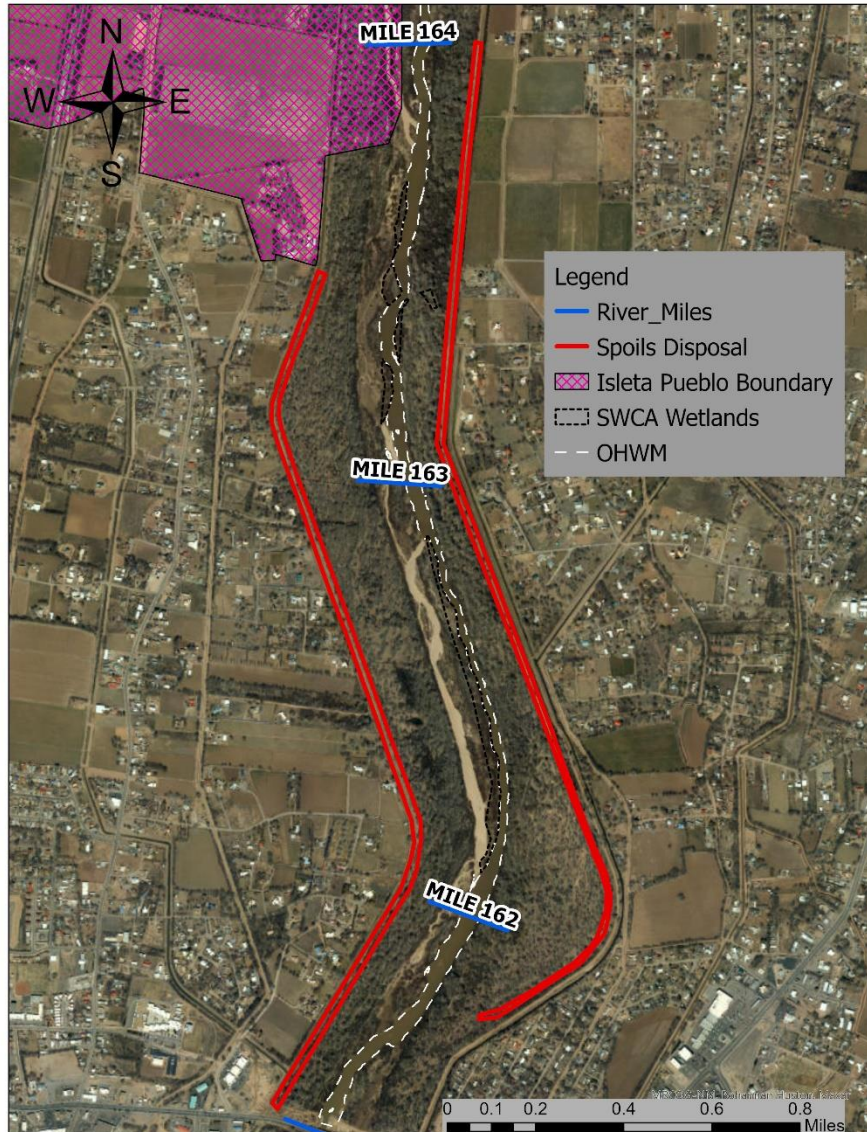 MILE 164
N
W E
S
Legend
River_Miles
Spoils Disposal
Isleta Pueblo Boundary
SWCA Wetlands
OHWM
MILE 163
MILE 162
0 0.1 0.2 0.4 0.6 0.8
Miles